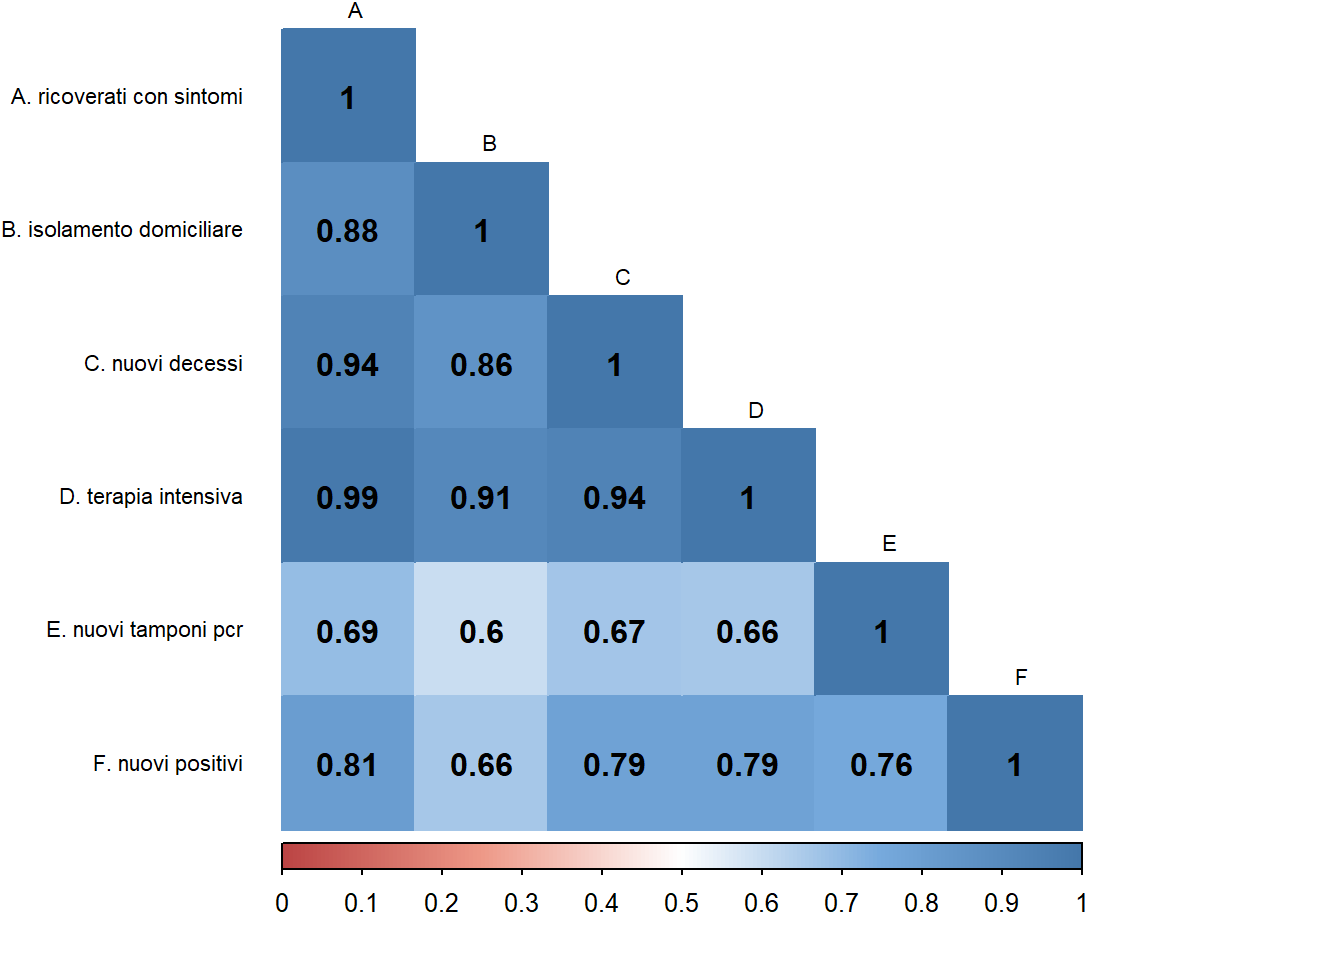 A
A. ricoverati con sintomi 1
B
B. isolamento domiciliare 0.88 1
C
C. nuovi decessi 0.94 0.86 1
D
D. terapia intensiva 0.99 0.91 0.94 1
E
E. nuovi tamponi pcr 0.69 0.6 0.67 0.66 1
F
F. nuovi positivi 0.81 0.66 0.79 0.79 0.76 1
0 0.1 0.2 0.3 0.4 0.5 0.6 0.7 0.8 0.9 1